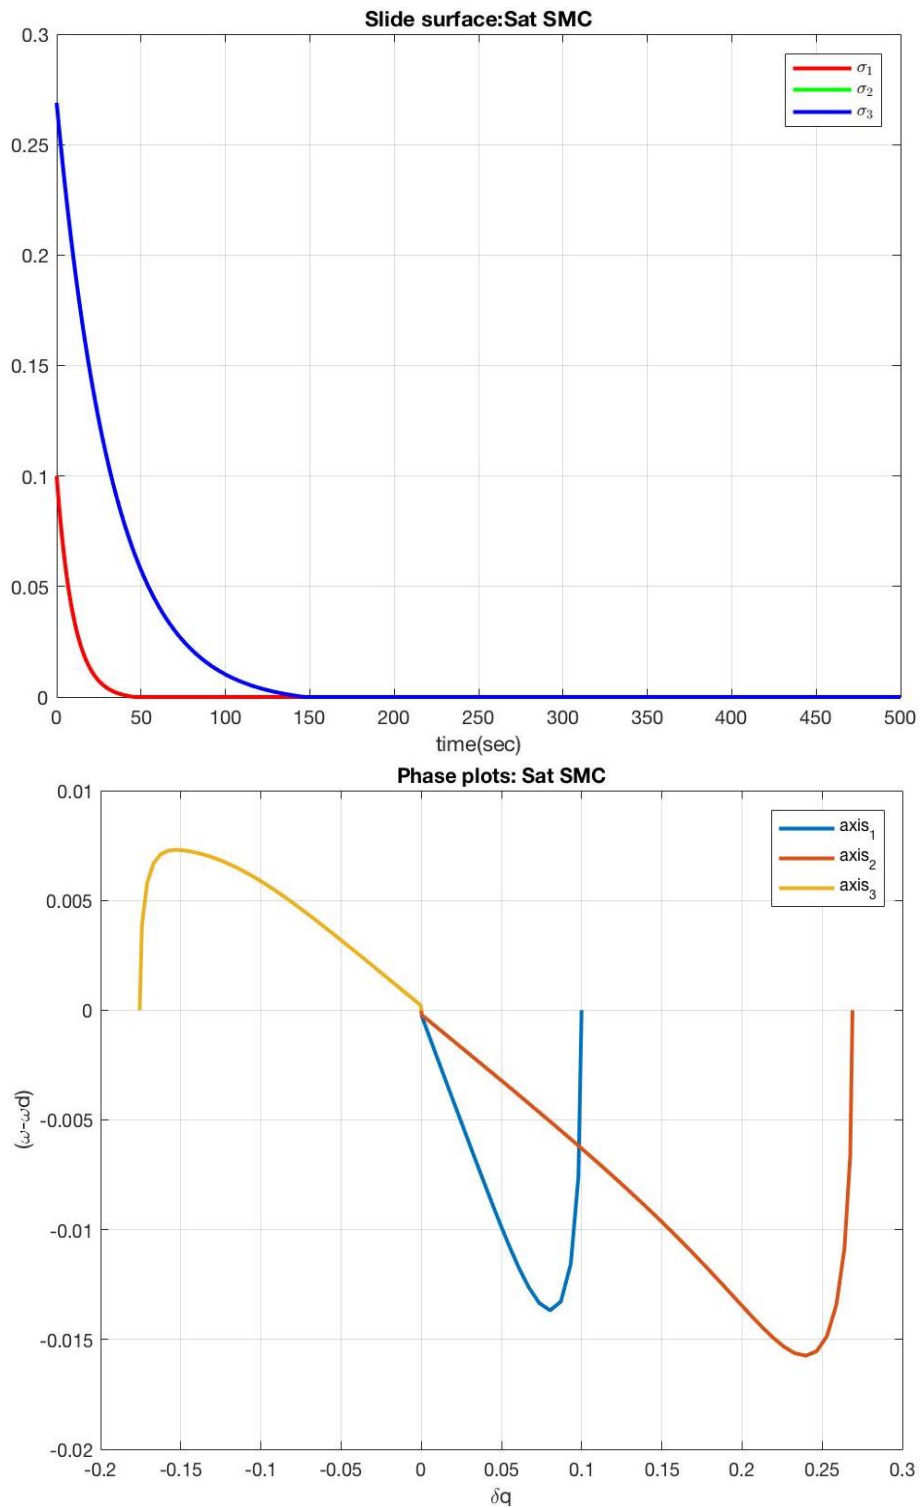 Slide surface:Sat SMC
0.3
0.25
0.2
0.15
0.1
0.05
0
σ1
σ2
σ3
0 50 100 150 200 250 300 350 400 450 500
time(sec)
Phase plots: Sat SMC
0.01
0.005
0
-0.005
-0.01
-0.015
-0.02
(ω-ωd)
axis1
axis2
axis3
-0.2 -0.15 -0.1 -0.05 0 0.05 0.1 0.15 0.2 0.25 0.3
δq